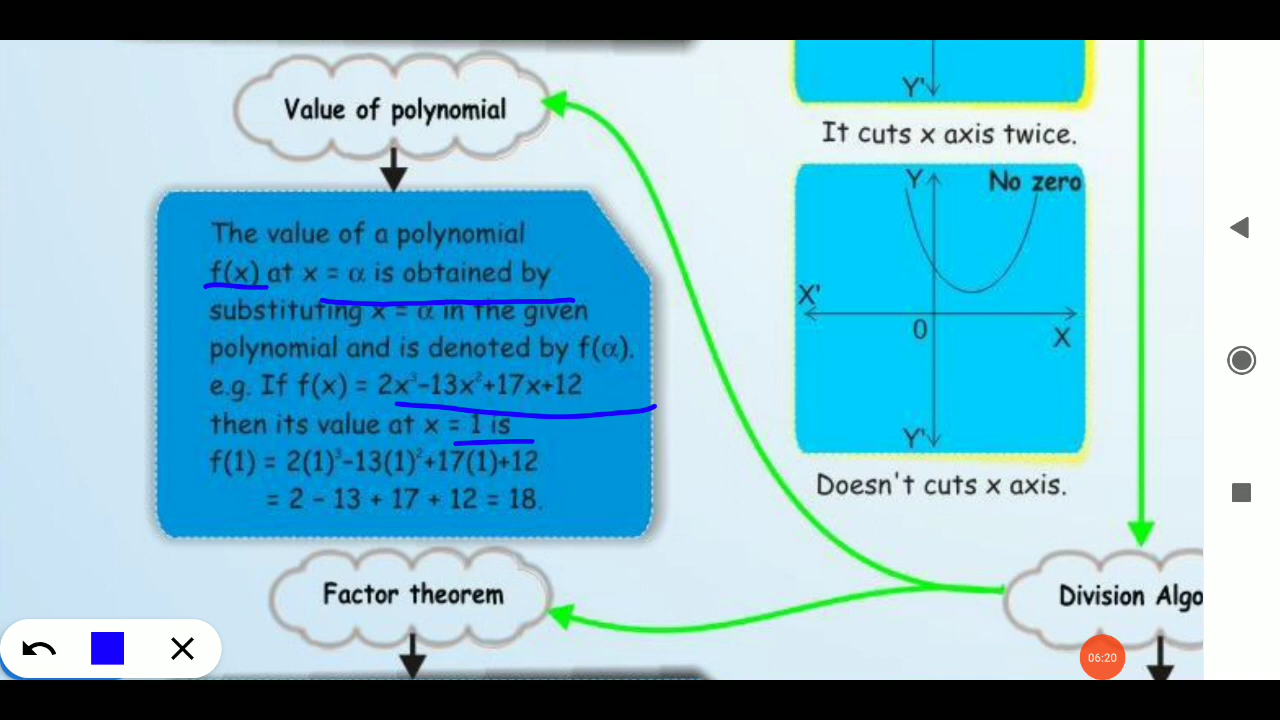 Value of polynomial
The value of a polynomial
f(x) at x = α is obtained by
substituting x = α in the given
polynomial and is denoted by f(α).
e.g. If f(x) = 2x³-13x²+17x+12
then its value at x = 1 is
f(1) = 2(1)³-13(1)²+17(1)+12
= 2 - 13 + 17 + 12 = 18.
Factor theorem
Y'
It cuts x axis twice.
Y
No zero
X'
0
X
Y'
Doesn't cuts x axis.
Division Algo
06:20